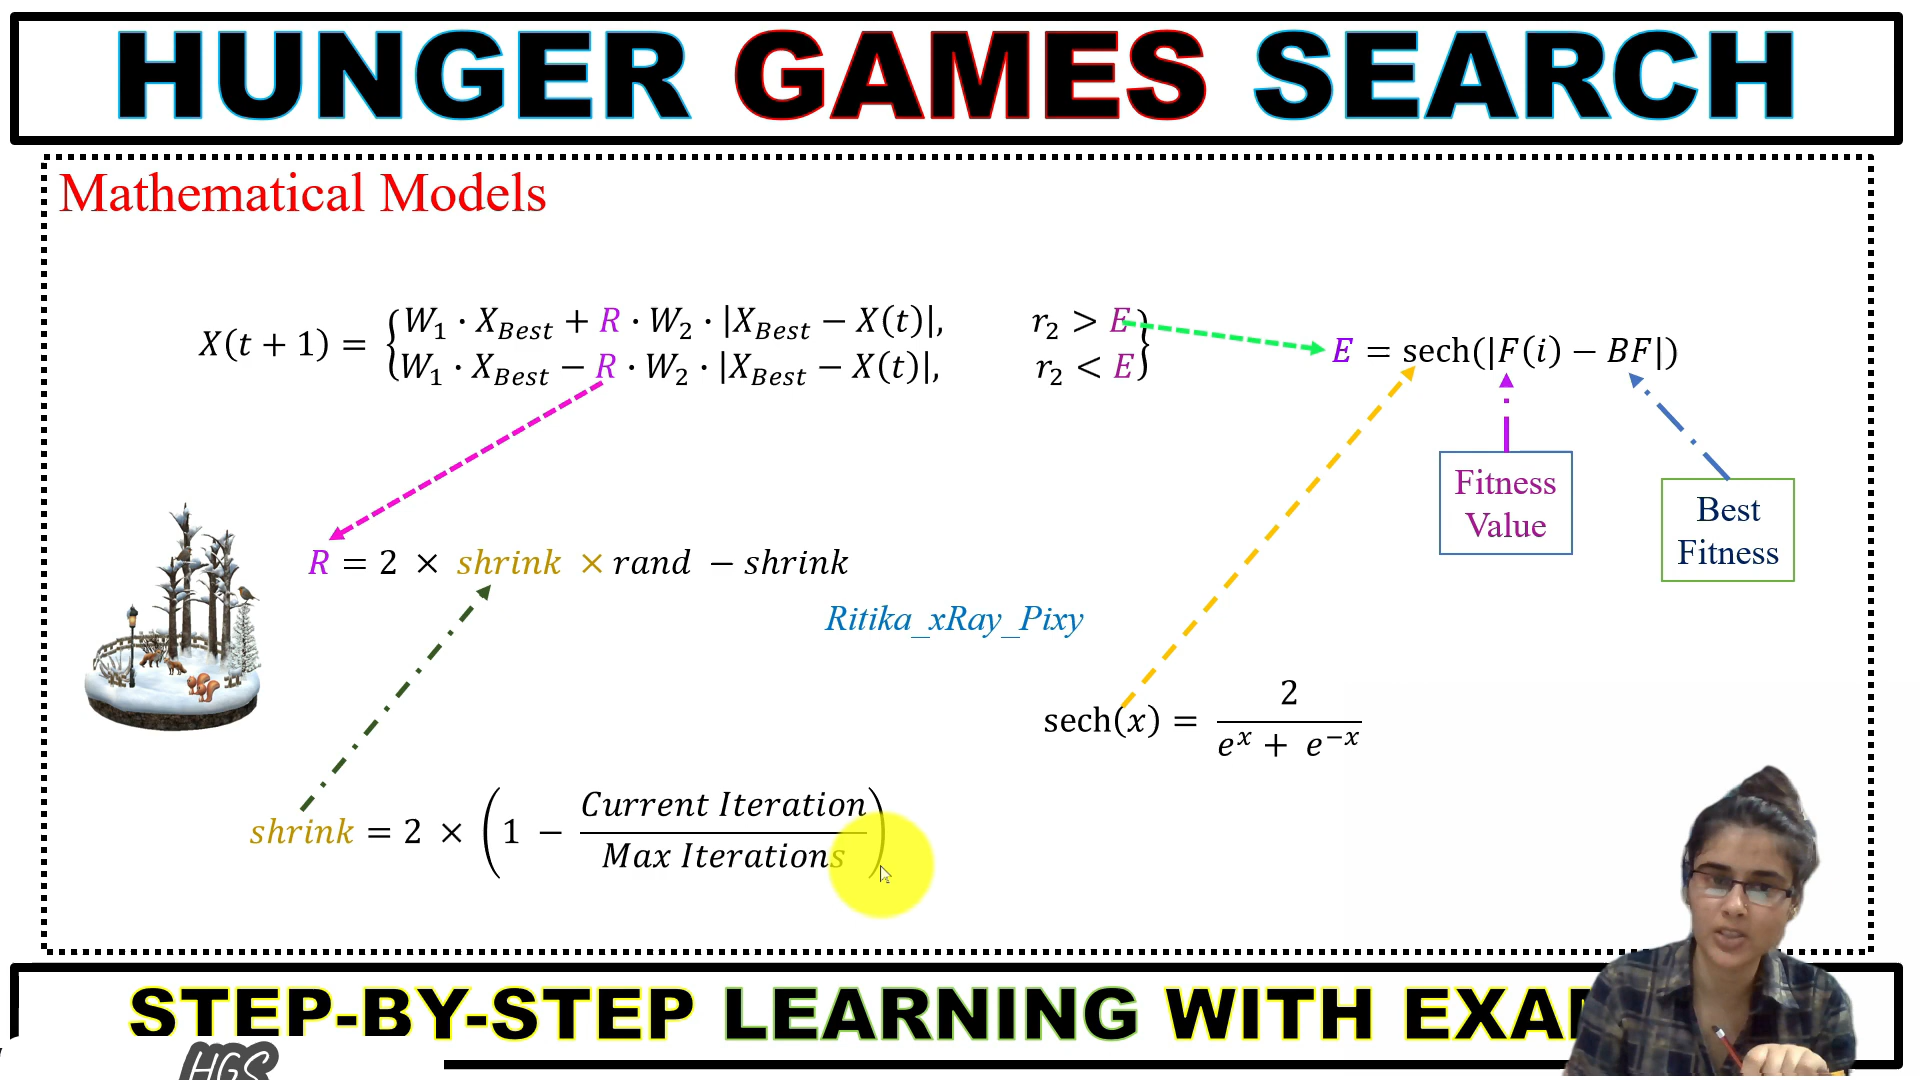 HUNGER GAMES SEARCH
Mathematical Models
X(t + 1) = { W₁ · X_Best + R · W₂ · |X_Best − X(t)|, r₂ > E
W₁ · X_Best − R · W₂ · |X_Best − X(t)|, r₂ < E }
E = sech(|F(i) − BF|)
Fitness
Value
Best
Fitness
R = 2 × shrink × rand − shrink
Ritika_xRay_Pixy
sech(x) = 2 / (eˣ + e⁻ˣ)
shrink = 2 × (1 − Current Iteration / Max Iterations)
STEP-BY-STEP LEARNING WITH
HGS